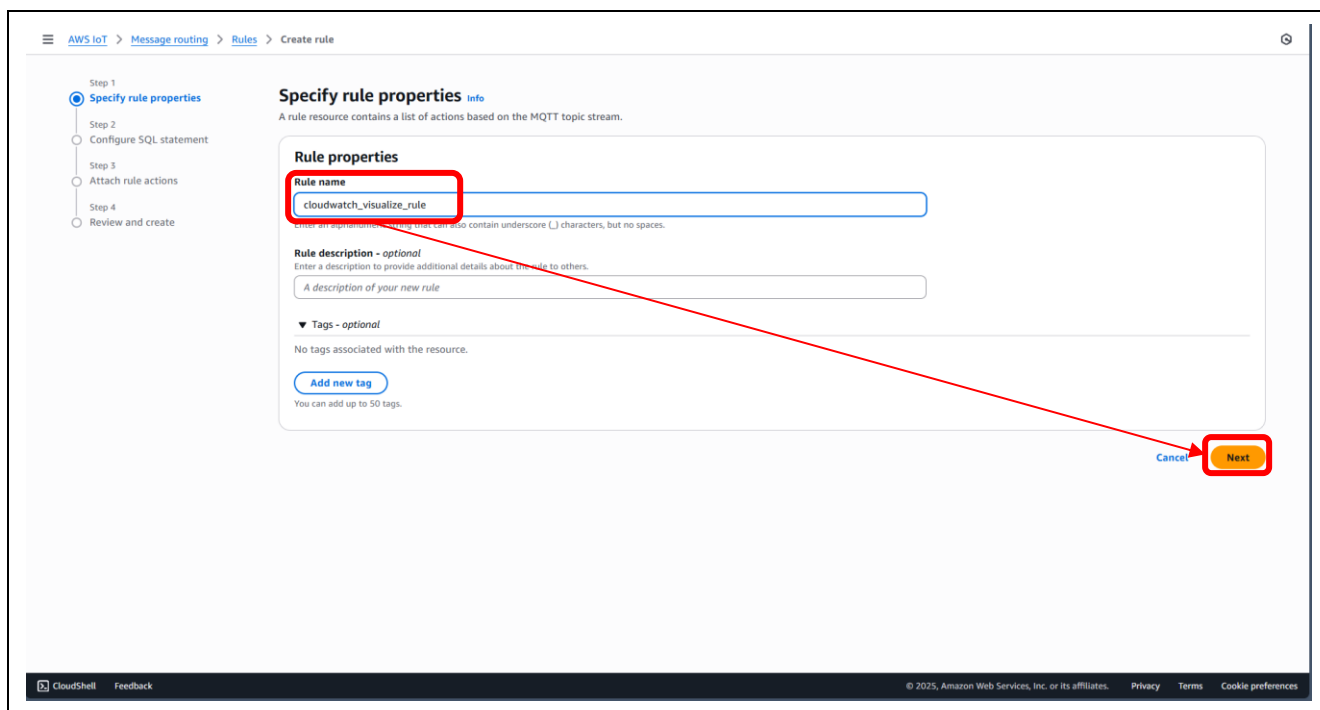 AWS IoT > Message routing > Rules > Create rule
Step 1
Specify rule properties
Step 2
Configure SQL statement
Step 3
Attach rule actions
Step 4
Review and create
Specify rule properties Info
A rule resource contains a list of actions based on the MQTT topic stream.
Rule properties
Rule name
cloudwatch_visualize_rule
Enter an alphanumeric string that can also contain underscore (_) characters, but no spaces.
Rule description - optional
Enter a description to provide additional details about the rule to others.
A description of your new rule
Tags - optional
No tags associated with the resource.
Add new tag
You can add up to 50 tags.
Cancel Next
CloudShell Feedback © 2025, Amazon Web Services, Inc. or its affiliates. Privacy Terms Cookie preferences